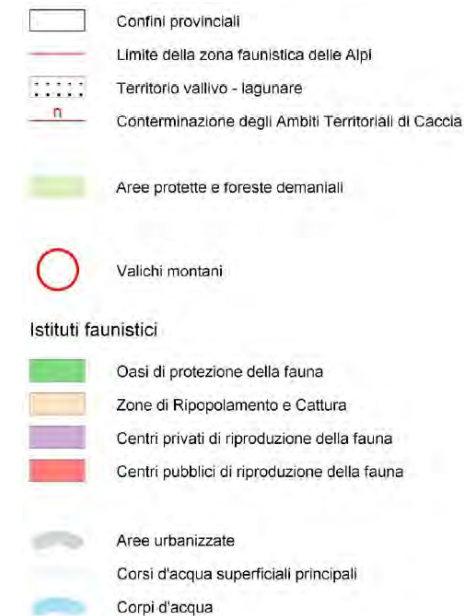 Confini provinciali
Limite della zona faunistica delle Alpi
Territorio vallivo - lagunare
n
Conterminazione degli Ambiti Territoriali di Caccia
Aree protette e foreste demaniali
Valichi montani
Istituti faunistici
Oasi di protezione della fauna
Zone di Ripopolamento e Cattura
Centri privati di riproduzione della fauna
Centri pubblici di riproduzione della fauna
Aree urbanizzate
Corsi d'acqua superficiali principali
Corpi d'acqua